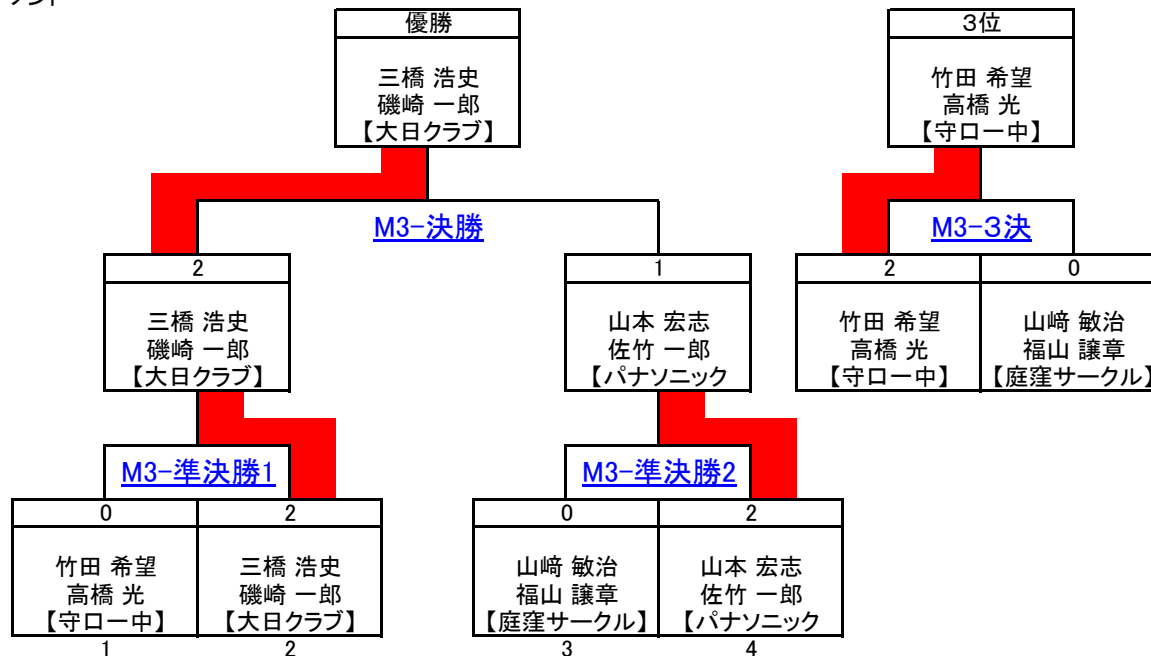 優勝
三橋 浩史
磯崎 一郎
【大日クラブ】
3位
竹田 希望
高橋 光
【守口一中】
M3-決勝
M3-3決
2
三橋 浩史
磯崎 一郎
【大日クラブ】
1
山本 宏志
佐竹 一郎
【パナソニック
2
竹田 希望
高橋 光
【守口一中】
0
山﨑 敏治
福山 譲章
【庭窪サークル】
M3-準決勝1
M3-準決勝2
0
竹田 希望
高橋 光
【守口一中】
1
2
三橋 浩史
磯崎 一郎
【大日クラブ】
2
0
山﨑 敏治
福山 譲章
【庭窪サークル】
3
2
山本 宏志
佐竹 一郎
【パナソニック
4